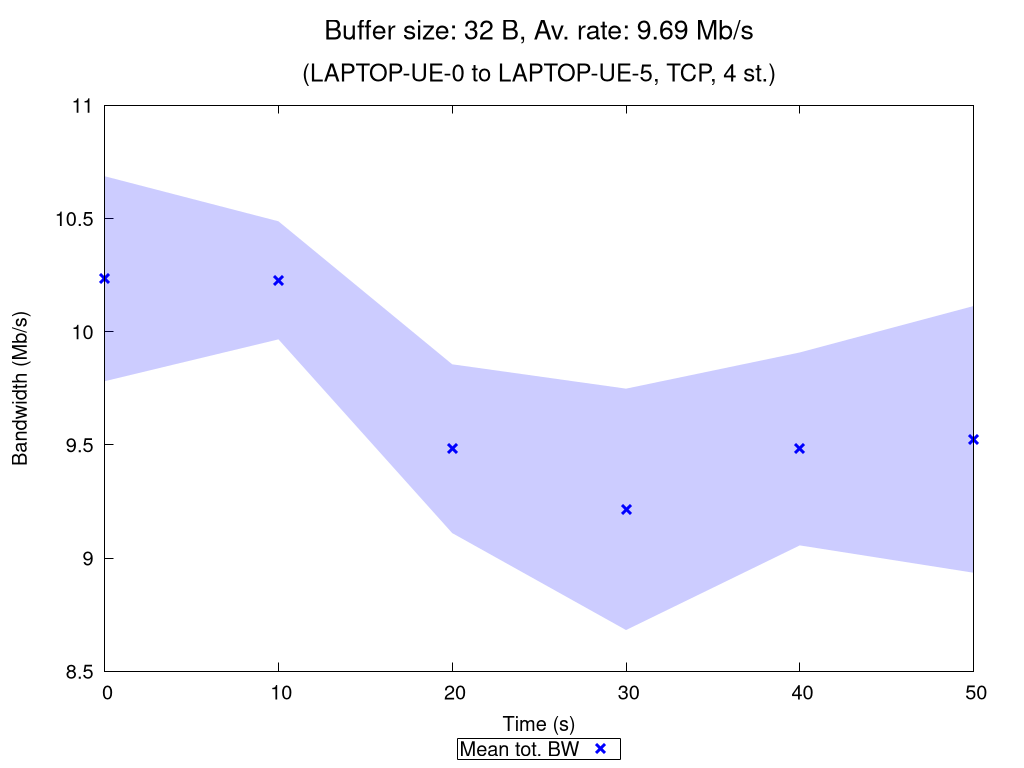 Buffer size: 32 B, Av. rate: 9.69 Mb/s
(LAPTOP-UE-0 to LAPTOP-UE-5, TCP, 4 st.)
11
10.5
10
9.5
9
8.5
Bandwidth (Mb/s)
0 10 20 30 40 50
Time (s)
Mean tot. BW